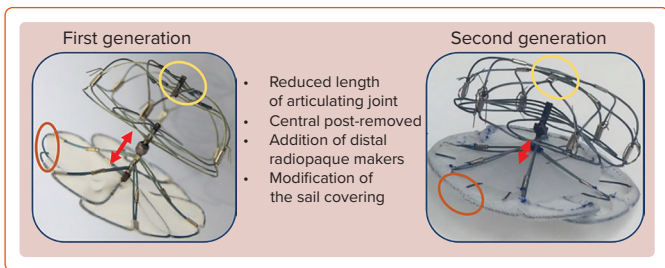 First generation
Second generation
• Reduced length
of articulating joint
• Central post-removed
• Addition of distal
radiopaque makers
• Modification of
the sail covering